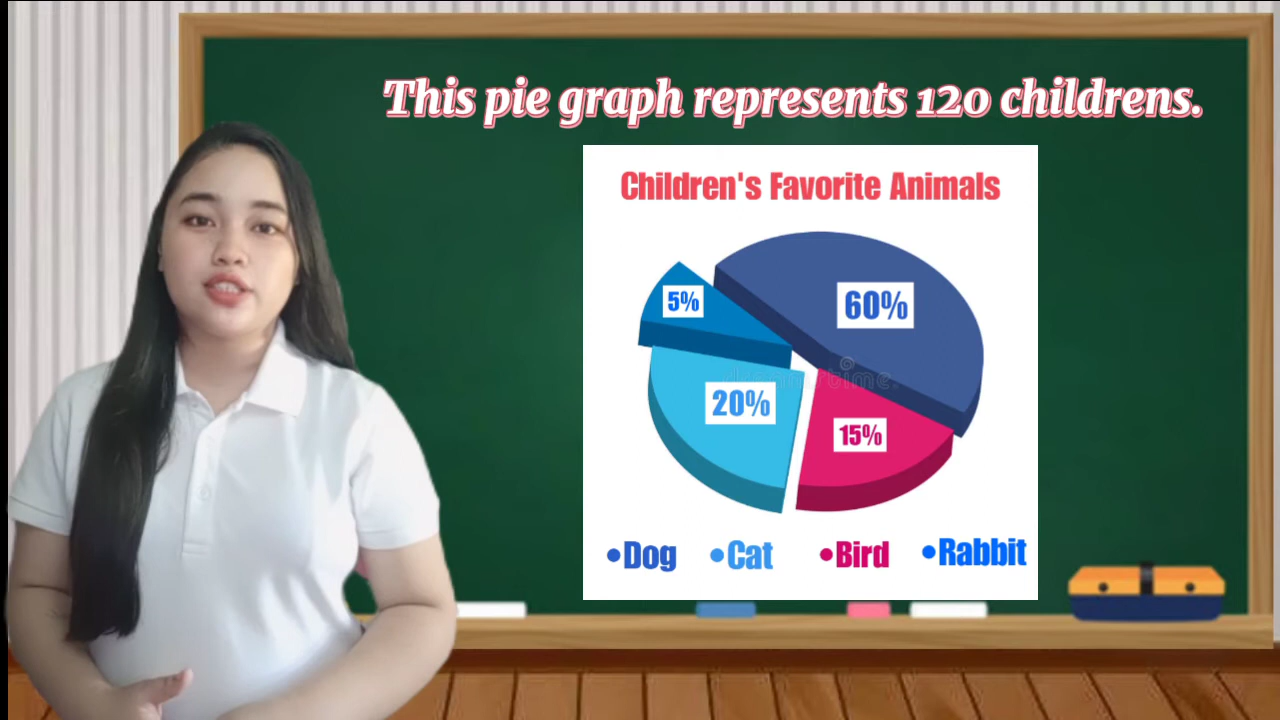 This pie graph represents 120 childrens.
Children's Favorite Animals
5%
60%
20%
15%
•Dog •Cat •Bird •Rabbit